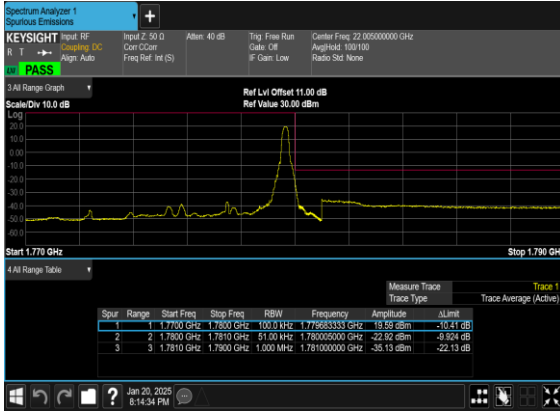 Spectrum Analyzer 1
Spurious Emissions
+
KEYSIGHT Input: RF Input Z: 50 Ω Atten: 40 dB Trig: Free Run Center Freq: 22.005000000 GHz
R T Coupling: DC Corr CCorr Gate: Off Avg|Hold: 100/100
Align: Auto Freq Ref: Int (S) IF Gain: Low Radio Std: None
PASS
3 All Range Graph
Ref Lvl Offset 11.00 dB
Scale/Div 10.0 dB Ref Value 30.00 dBm
Log
20.0
10.0
0.00
-10.0
-20.0
-30.0
-40.0
-50.0
-60.0
Start 1.770 GHz Stop 1.790 GH
4 All Range Table
Measure Trace Trace 1
Trace Type Trace Average (Active)
Spur Range Start Freq Stop Freq RBW Frequency Amplitude ΔLimit
1 1 1.7700 GHz 1.7800 GHz 100.0 kHz 1.779683333 GHz 19.59 dBm -10.41 dB
2 2 1.7800 GHz 1.7810 GHz 51.00 kHz 1.780005000 GHz -22.92 dBm -9.924 dB
3 3 1.7810 GHz 1.7900 GHz 1.000 MHz 1.781000000 GHz -35.13 dBm -22.13 dB
? Jan 20, 2025
8:14:34 PM